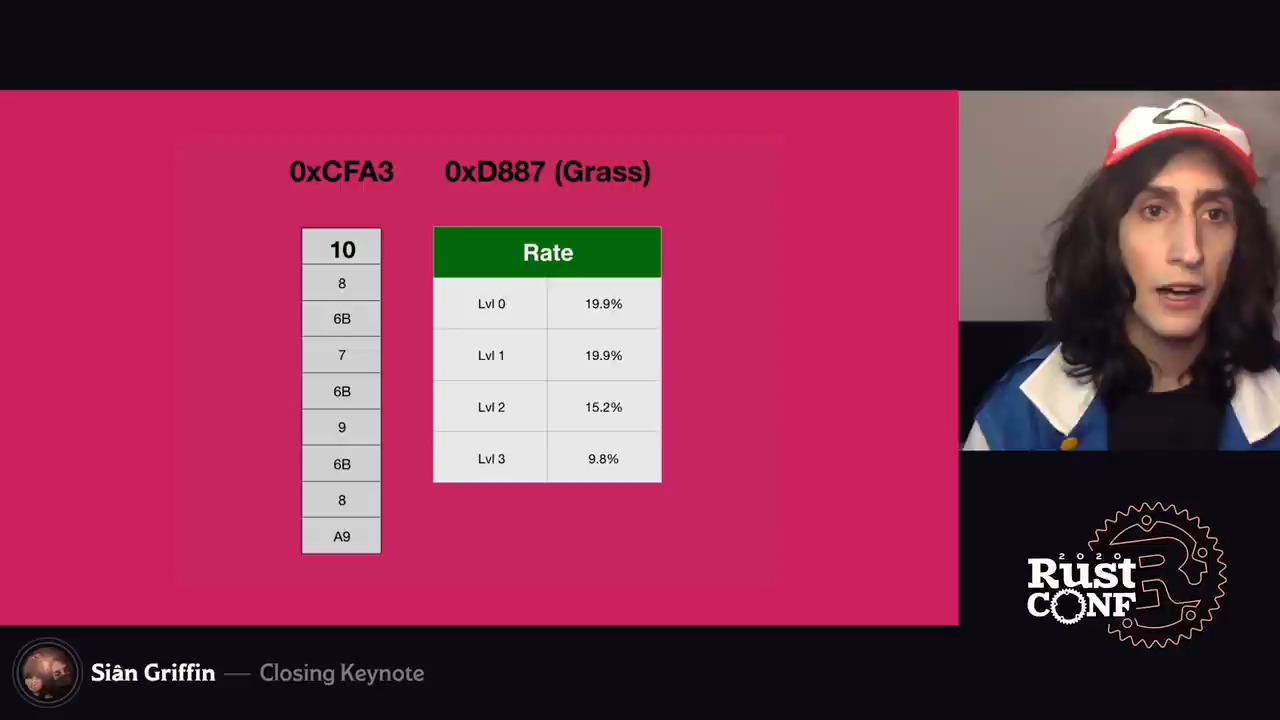 0xCFA3
0xD887 (Grass)
10
8
6B
7
6B
9
6B
8
A9
Rate
Lvl 0 19.9%
Lvl 1 19.9%
Lvl 2 15.2%
Lvl 3 9.8%
2020
Rust
CONF
R
Siân Griffin — Closing Keynote